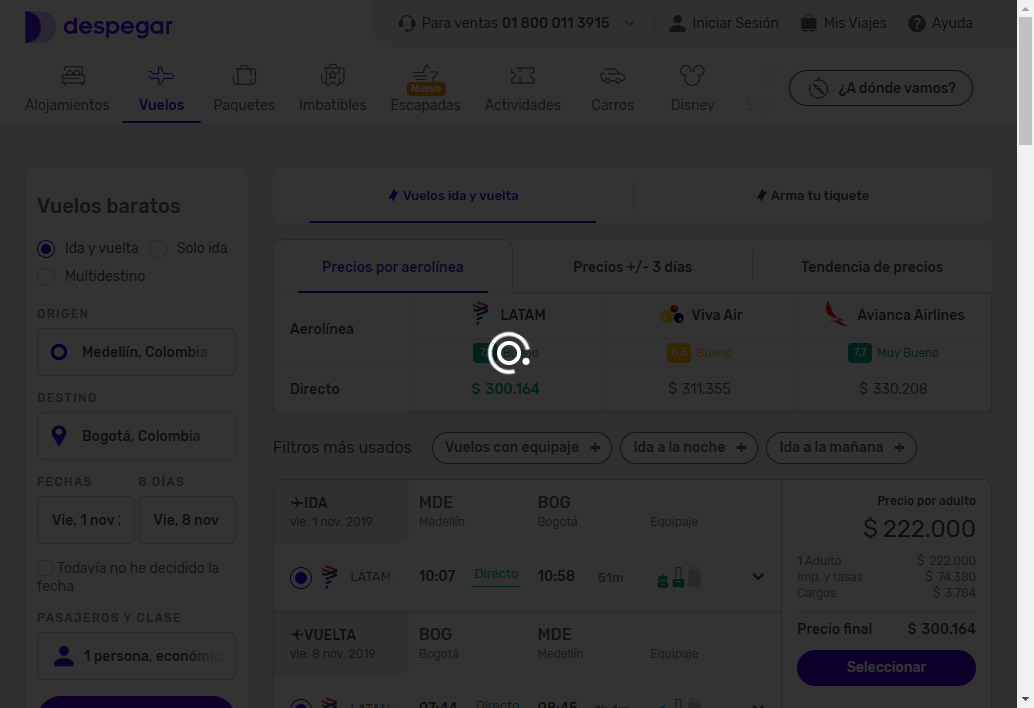 despegar
Para ventas 01 800 011 3915
Iniciar Sesión
Mis Viajes
Ayuda
Alojamientos
Vuelos
Paquetes
Imbatibles
Nuevo
Escapadas
Actividades
Carros
Disney
¿A dónde vamos?
Vuelos baratos
Ida y vuelta
Solo ida
Multidestino
ORIGEN
Medellín, Colombia
DESTINO
Bogotá, Colombia
FECHAS
8 DÍAS
Vie, 1 nov
Vie, 8 nov
Todavía no he decidido la
fecha
PASAJEROS Y CLASE
1 persona, económic
Vuelos ida y vuelta
Arma tu tiquete
Precios por aerolínea
Precios +/- 3 días
Tendencia de precios
Aerolínea
LATAM
Viva Air
Avianca Airlines
6.5 Bueno
7.7 Muy Bueno
Directo
$ 300.164
$ 311.355
$ 330.208
Filtros más usados
Vuelos con equipaje +
Ida a la noche +
Ida a la mañana +
IDA
MDE
BOG
vie. 1 nov. 2019
Medellín
Bogotá
Equipaje
LATAM
10:07
Directo
10:58
51m
VUELTA
BOG
MDE
vie. 8 nov. 2019
Bogotá
Medellín
Equipaje
LATAM
07:44
Directo
08:45
Precio por adulto
$ 222.000
1 Adulto $ 222.000
Imp. y tasas $ 74.380
Cargos $ 3.784
Precio final $ 300.164
Seleccionar